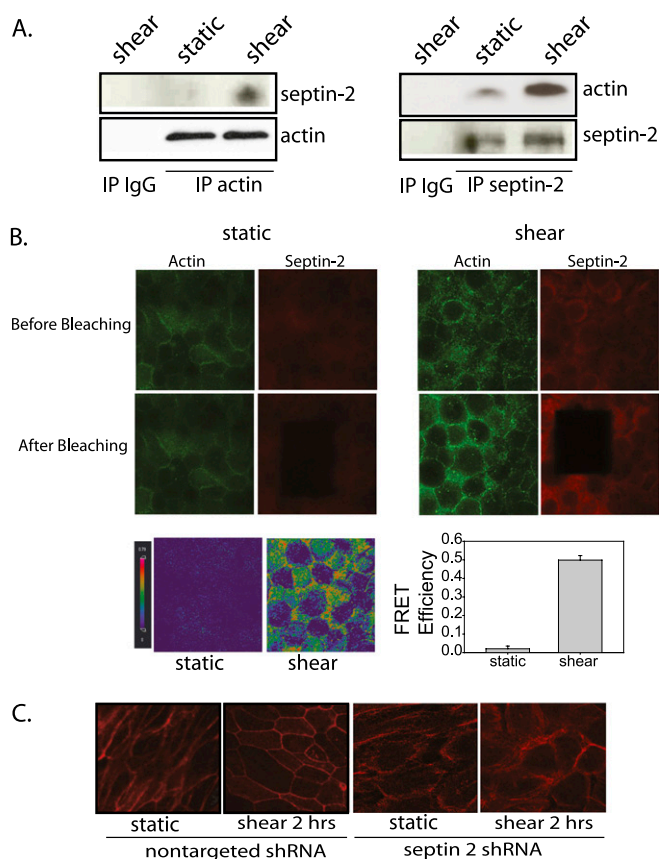 A.
shear static shear
septin-2
actin
IP IgG IP actin
shear static shear
actin
septin-2
IP IgG IP septin-2
B.
static shear
Actin Septin-2 Actin Septin-2
Before Bleaching
After Bleaching
static shear
FRET
Efficiency
0.6
0.5
0.4
0.3
0.2
0.1
0.0
static shear
C.
static shear 2 hrs static shear 2 hrs
nontargeted shRNA septin 2 shRNA